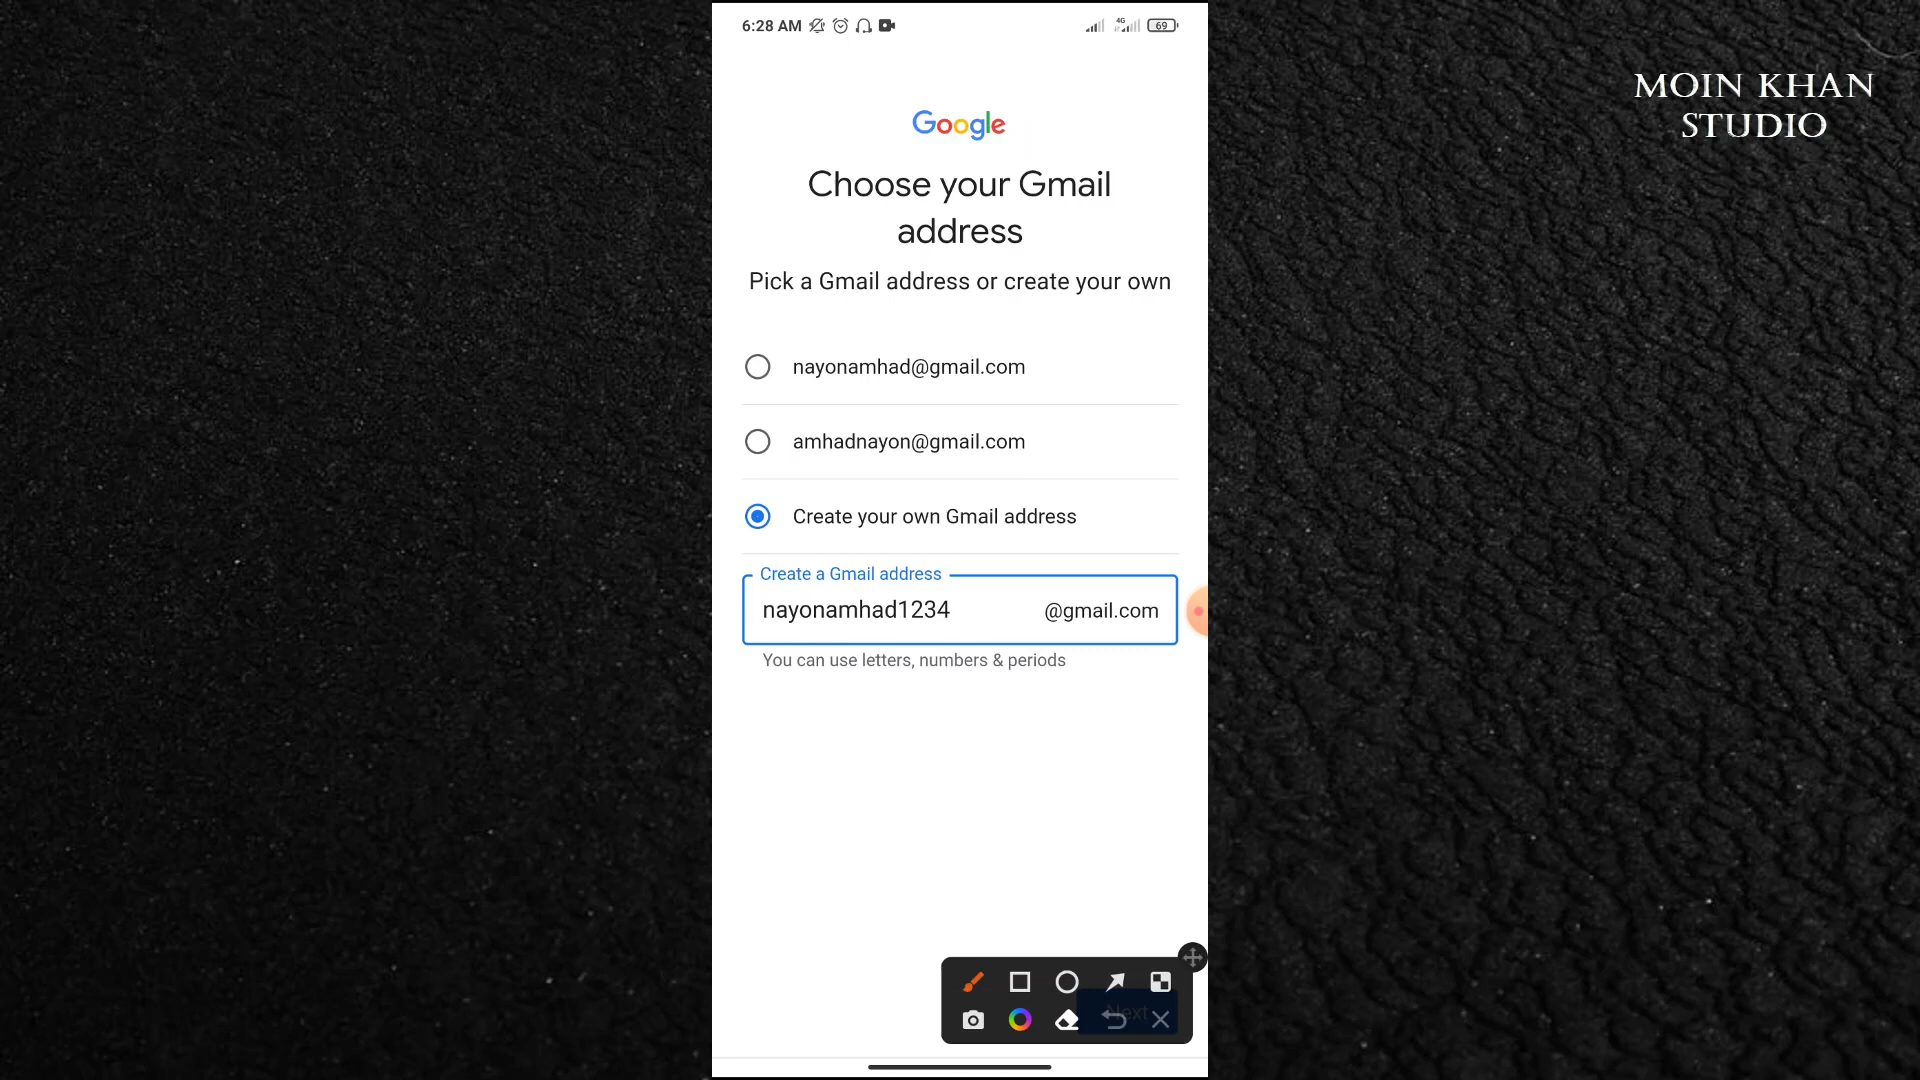 6:28 AM
4G
69
MOIN KHAN
STUDIO
Google
Choose your Gmail
address
Pick a Gmail address or create your own
nayonamhad@gmail.com
amhadnayon@gmail.com
Create your own Gmail address
Create a Gmail address
nayonamhad1234 @gmail.com
You can use letters, numbers & periods
Next